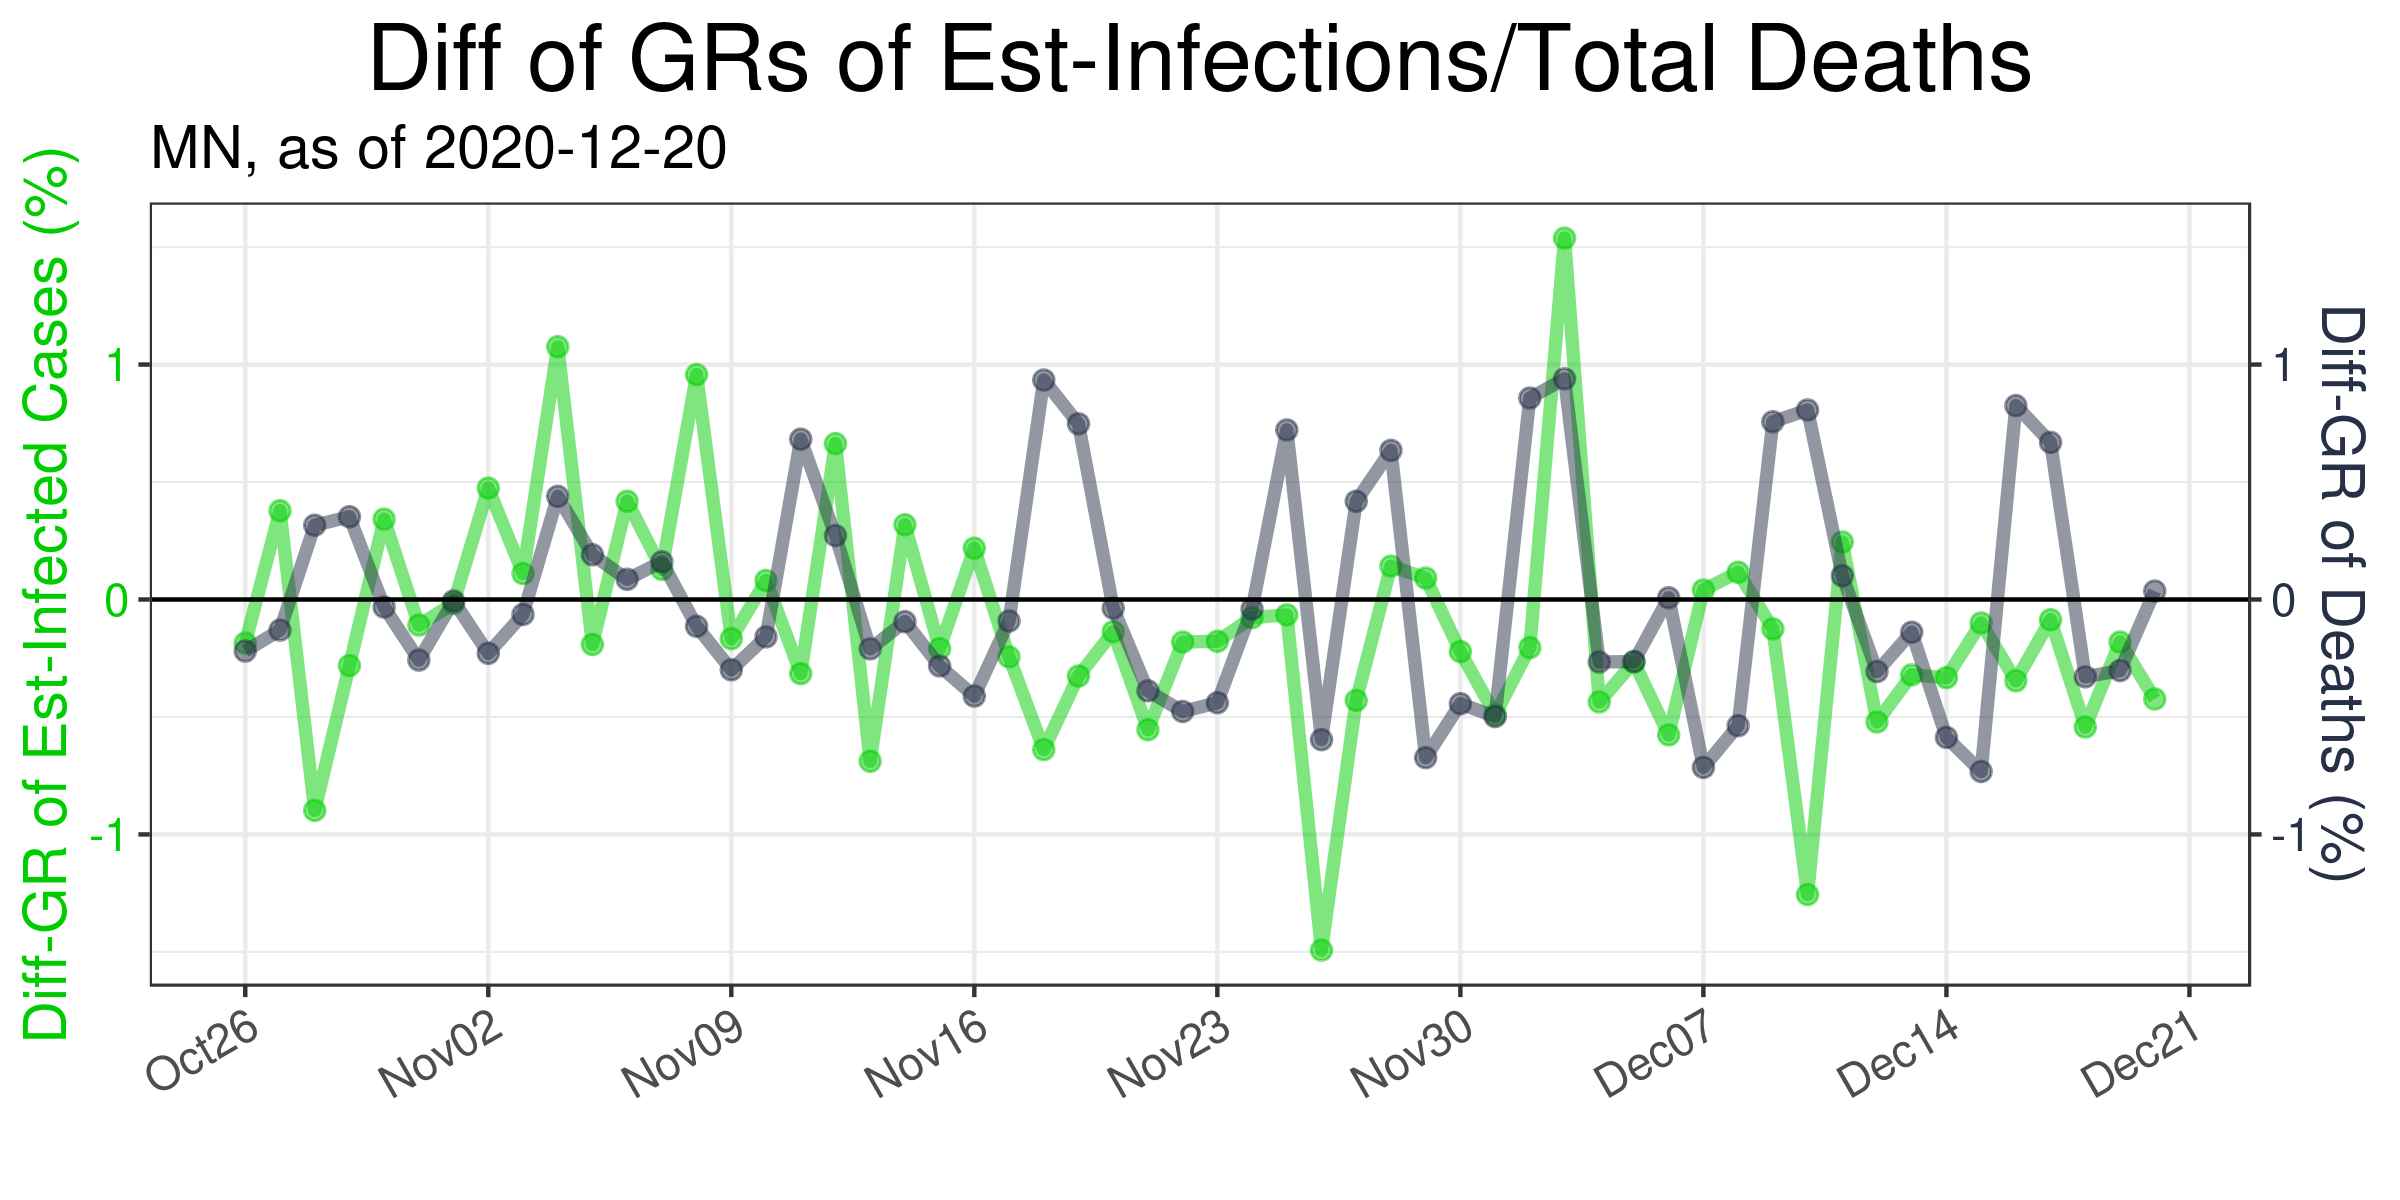 Diff of GRs of Est-Infections/Total Deaths
MN, as of 2020-12-20
Diff-GR of Est-Infected Cases (%)
1
0
-1
1
0
-1
Diff-GR of Deaths (%)
Oct26
Nov02
Nov09
Nov16
Nov23
Nov30
Dec07
Dec14
Dec21